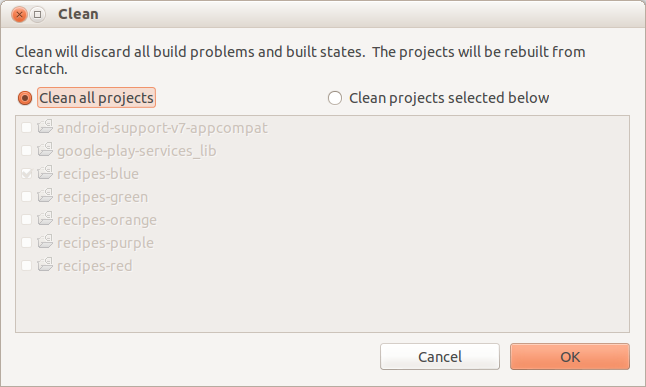 Clean
Clean will discard all build problems and built states.  The projects will be rebuilt from
scratch.
Clean all projects
Clean projects selected below
android-support-v7-appcompat
google-play-services_lib
recipes-blue
recipes-green
recipes-orange
recipes-purple
recipes-red
Cancel
OK